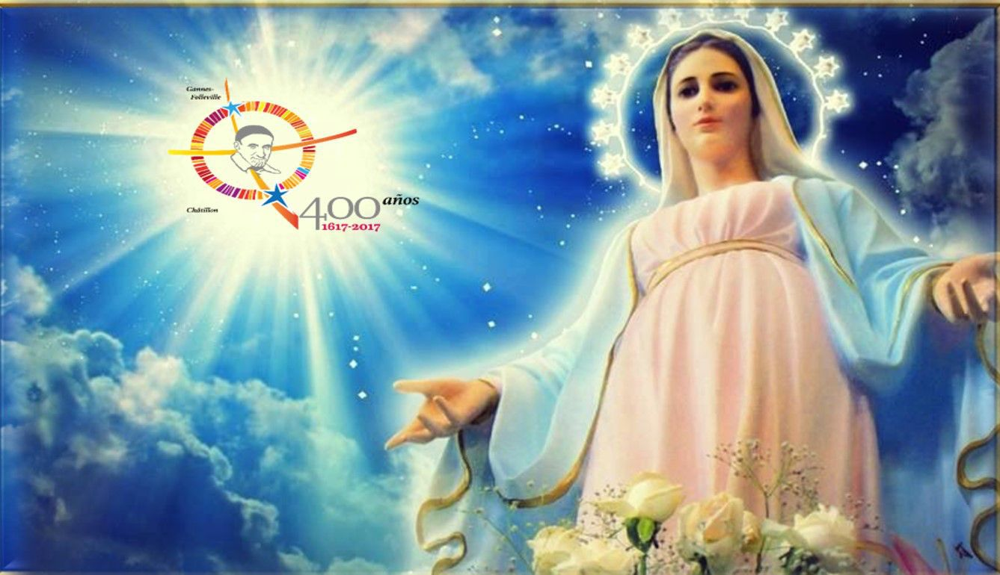 Gannes-
Folleville
Châtillon
400 años
1617-2017